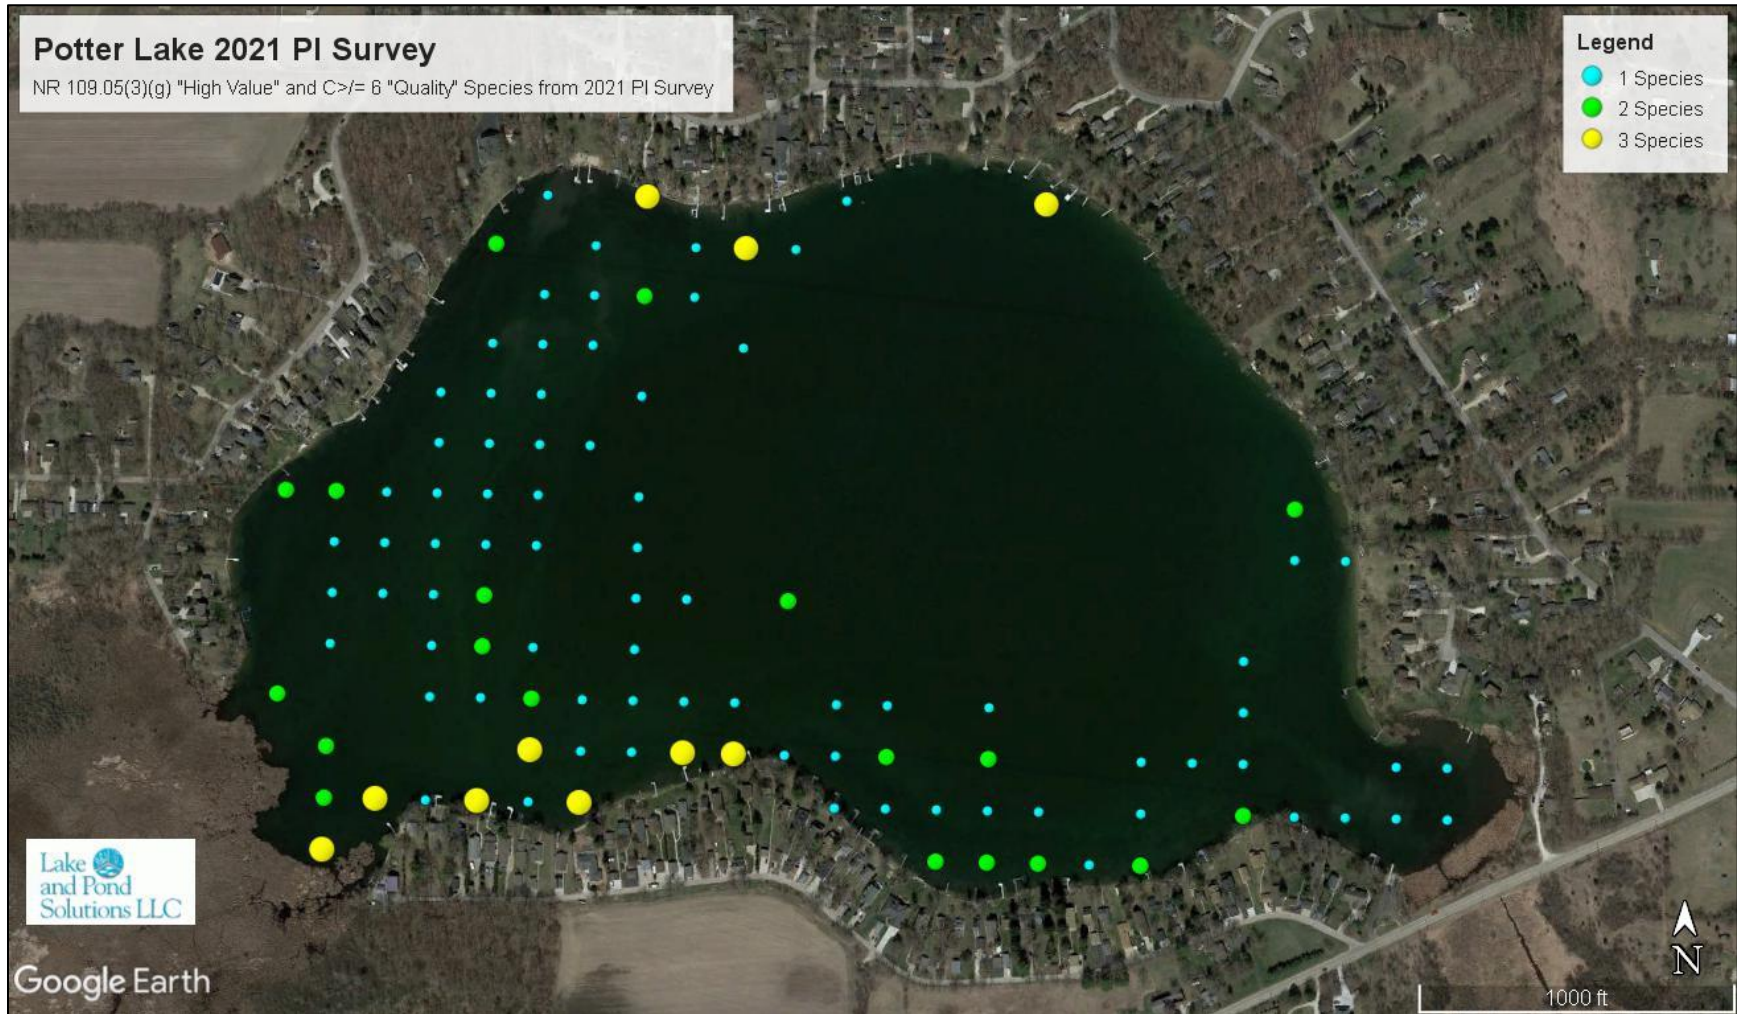 Potter Lake 2021 PI Survey
NR 109.05(3)(g) "High Value" and C>/= 6 "Quality" Species from 2021 PI Survey
Legend
1 Species
2 Species
3 Species
Lake
and Pond
Solutions LLC
Google Earth
N
1000 ft